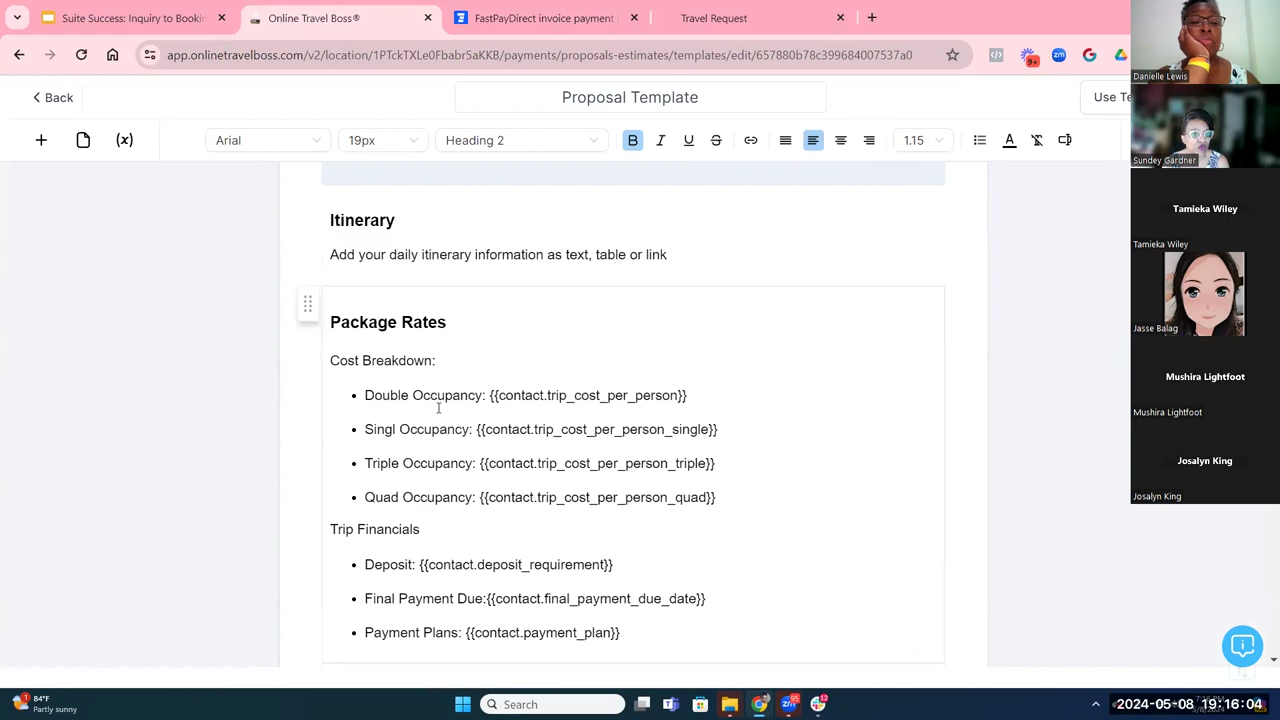 Suite Success: Inquiry to Bookin
Online Travel Boss®
FastPayDirect invoice payment
Travel Request
app.onlinetravelboss.com/v2/location/1PTckTXLe0Fbabr5aKKB/payments/proposals-estimates/templates/edit/657880b78c399684007537a0
9+
zm
Back
Proposal Template
Use Te
(x)
Arial
19px
Heading 2
B
I
U
S
1.15
A
Itinerary
Add your daily itinerary information as text, table or link
Package Rates
Cost Breakdown:
Double Occupancy: {{contact.trip_cost_per_person}}
Singl Occupancy: {{contact.trip_cost_per_person_single}}
Triple Occupancy: {{contact.trip_cost_per_person_triple}}
Quad Occupancy: {{contact.trip_cost_per_person_quad}}
Trip Financials
Deposit: {{contact.deposit_requirement}}
Final Payment Due:{{contact.final_payment_due_date}}
Payment Plans: {{contact.payment_plan}}
Danielle Lewis
Sundey Gardner
Tamieka Wiley
Tamieka Wiley
Jasse Balag
Mushira Lightfoot
Mushira Lightfoot
Josalyn King
Josalyn King
1
84°F
Partly sunny
Search
12
2024-05-08 19:16:04